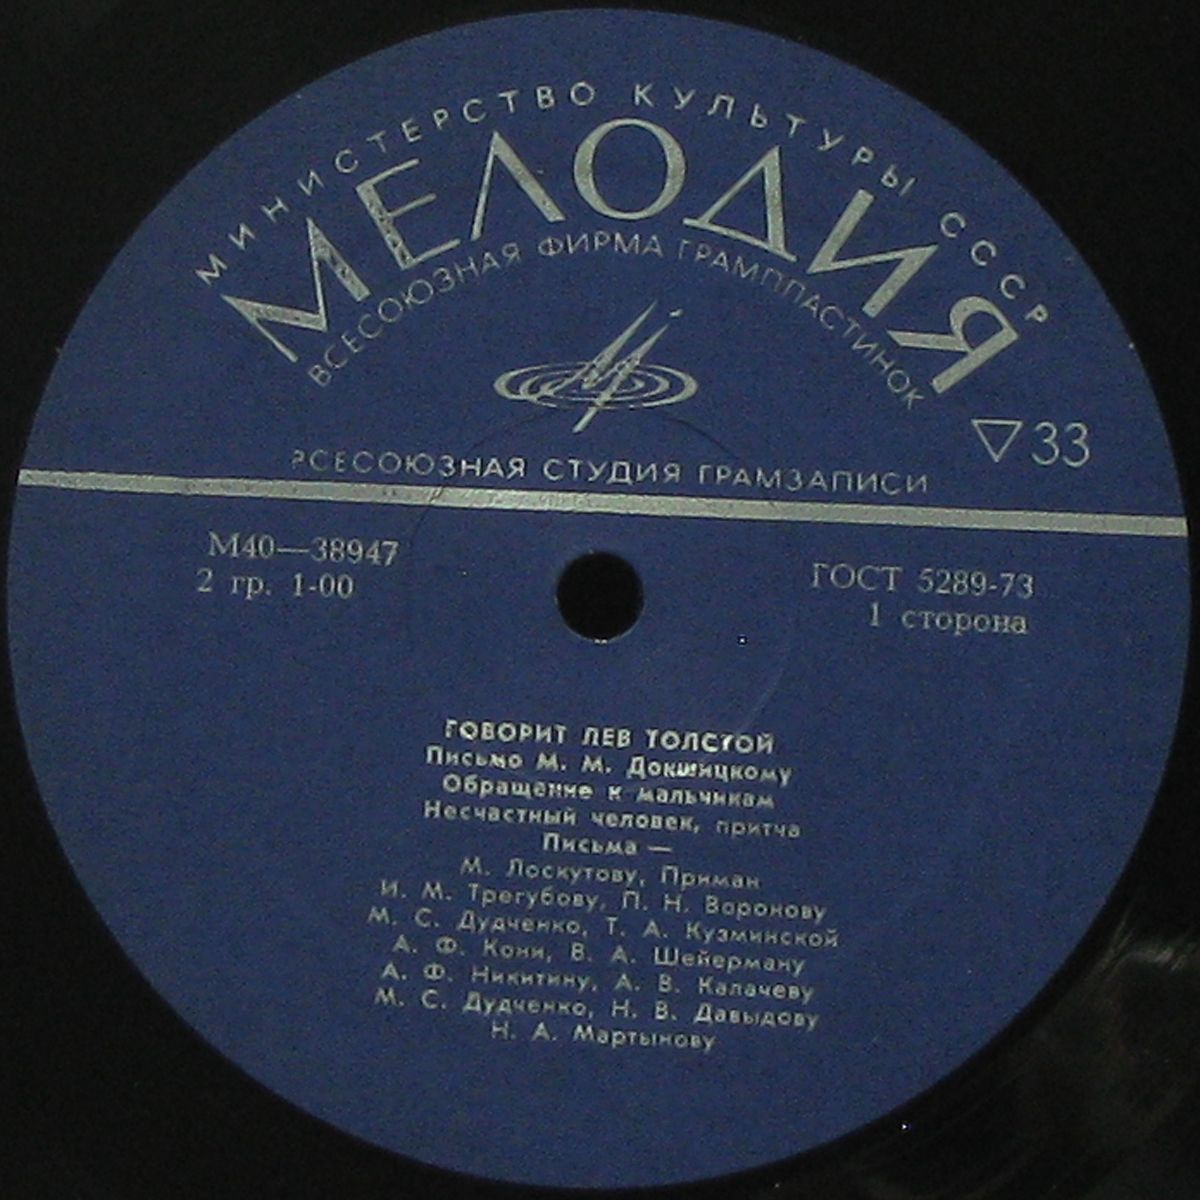 МИНИСТЕРСТВО КУЛЬТУРЫ СССР
МЕЛОДИЯ
ВСЕСОЮЗНАЯ ФИРМА ГРАМПЛАСТИНОК
33
ВСЕСОЮЗНАЯ СТУДИЯ ГРАМЗАПИСИ
М40—38947
2 гр. 1-00
ГОСТ 5289-73
1 сторона
ГОВОРИТ ЛЕВ ТОЛСТОЙ
Письмо М. М. Докшицкому
Обращение к мальчикам
Несчастный человек, притча
Письма —
М. Лоскутову, Приман
И. М. Трегубову, П. Н. Воронову
М. С. Дудченко, Т. А. Кузминской
А. Ф. Кони, В. А. Шейерману
А. Ф. Никитину, А. В. Калачеву
М. С. Дудченко, Н. В. Давыдову
Н. А. Мартынову